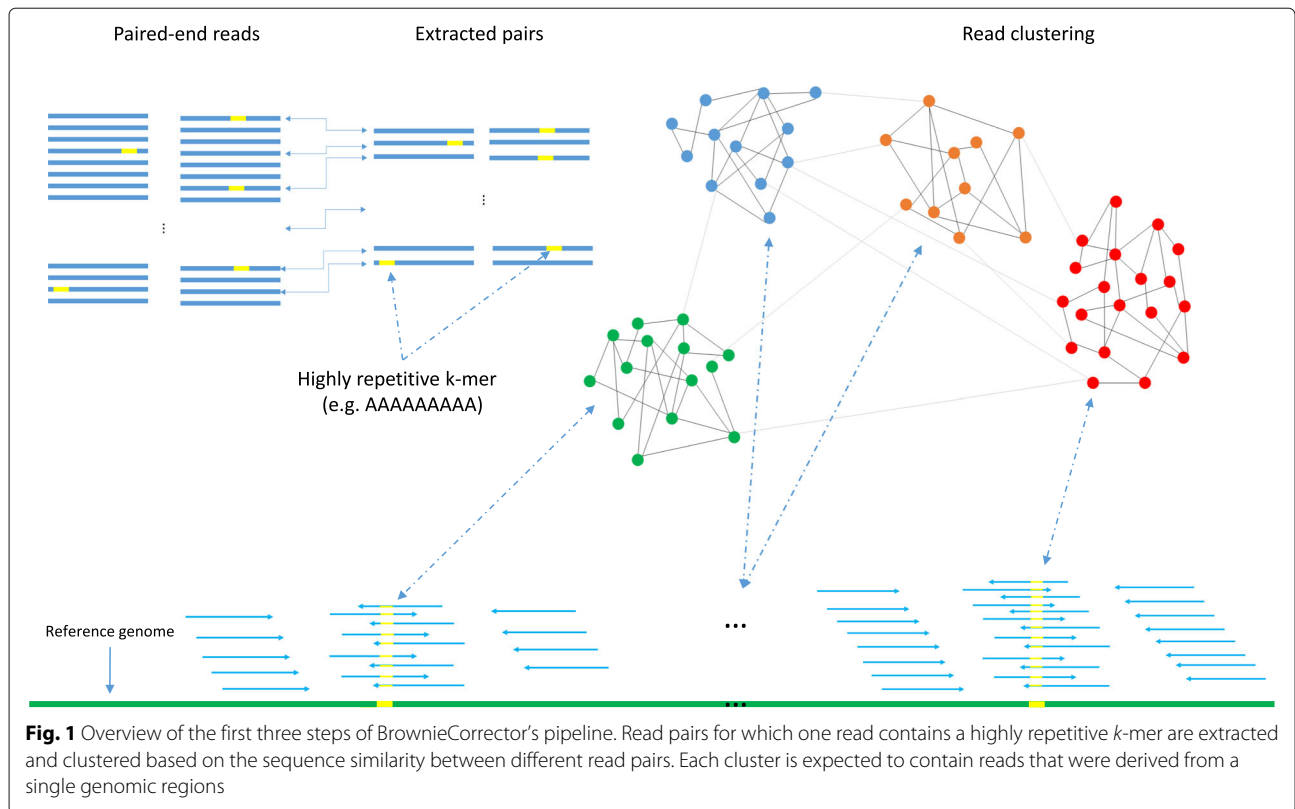 Paired-end reads
Extracted pairs
Read clustering
Highly repetitive k-mer
(e.g. AAAAAAAAA)
Reference genome
...
...
Fig. 1 Overview of the first three steps of BrownieCorrector's pipeline. Read pairs for which one read contains a highly repetitive k-mer are extracted
and clustered based on the sequence similarity between different read pairs. Each cluster is expected to contain reads that were derived from a
single genomic regions